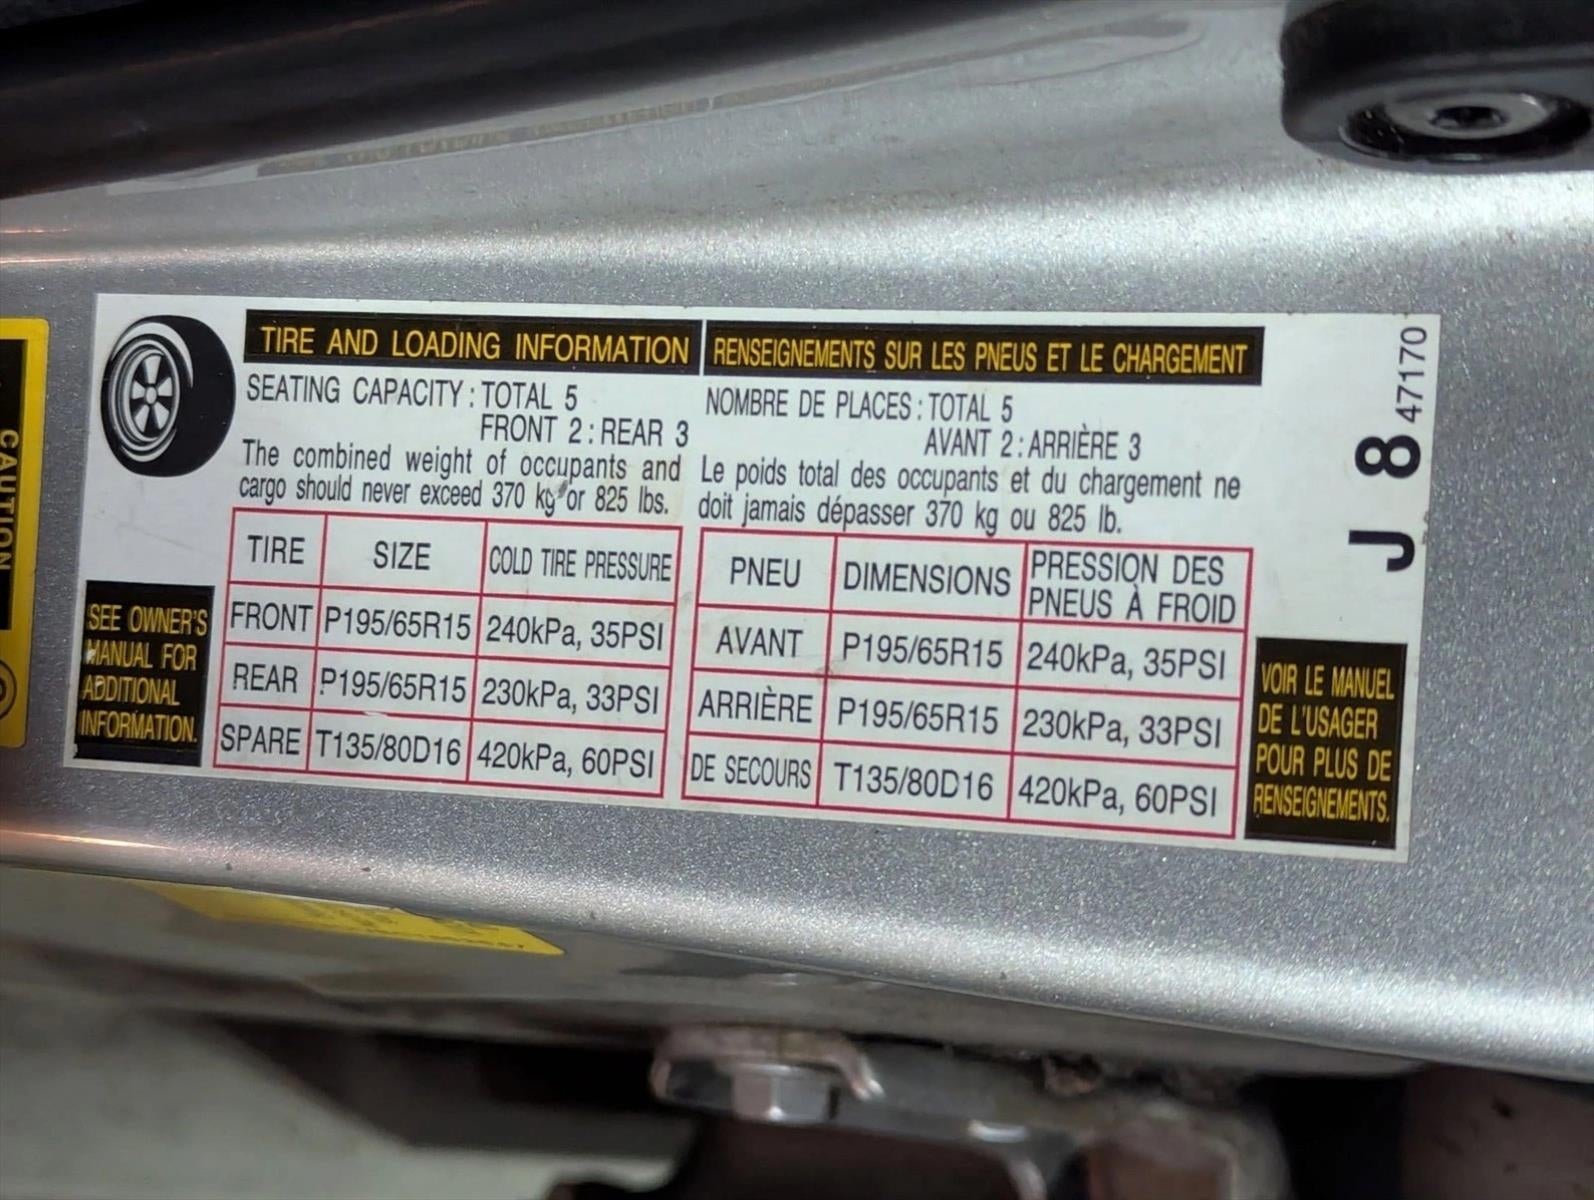 TIRE AND LOADING INFORMATION
SEATING CAPACITY : TOTAL 5
FRONT 2 : REAR 3
The combined weight of occupants and
cargo should never exceed 370 kg or 825 lbs.
TIRE SIZE COLD TIRE PRESSURE
FRONT P195/65R15 240kPa, 35PSI
REAR P195/65R15 230kPa, 33PSI
SPARE T135/80D16 420kPa, 60PSI
SEE OWNER'S
MANUAL FOR
ADDITIONAL
INFORMATION.
RENSEIGNEMENTS SUR LES PNEUS ET LE CHARGEMENT
NOMBRE DE PLACES : TOTAL 5
AVANT 2 : ARRIÈRE 3
Le poids total des occupants et du chargement ne
doit jamais dépasser 370 kg ou 825 lb.
PNEU DIMENSIONS PRESSION DES
PNEUS À FROID
AVANT P195/65R15 240kPa, 35PSI
ARRIÈRE P195/65R15 230kPa, 33PSI
DE SECOURS T135/80D16 420kPa, 60PSI
VOIR LE MANUEL
DE L'USAGER
POUR PLUS DE
RENSEIGNEMENTS.
J 8 47170
CAUTION